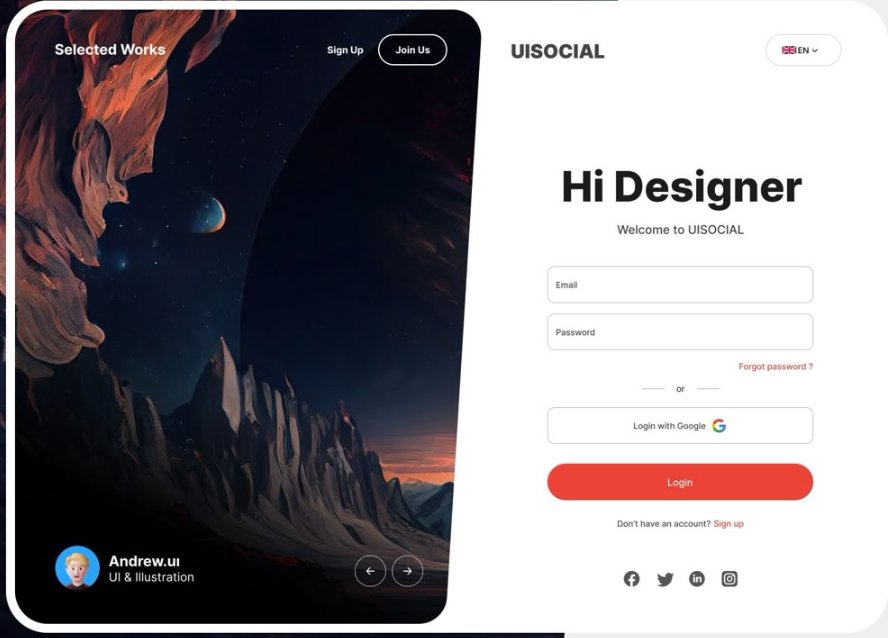 Selected Works
Sign Up
Join Us
Andrew.uı
UI & Illustration
UISOCIAL
EN
Hi Designer
Welcome to UISOCIAL
Email
Password
Forgot password ?
or
Login with Google
Login
Don't have an account? Sign up